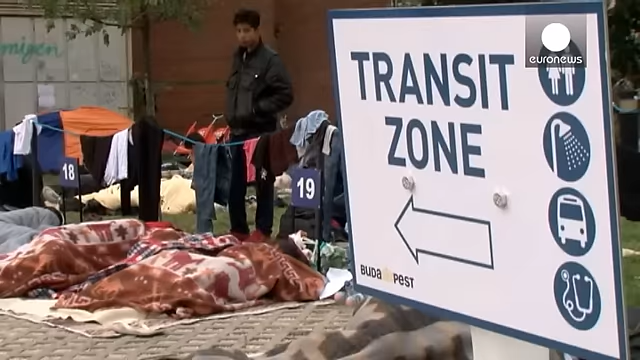 euronews
TRANSIT
ZONE
18
19
BUDAPEST